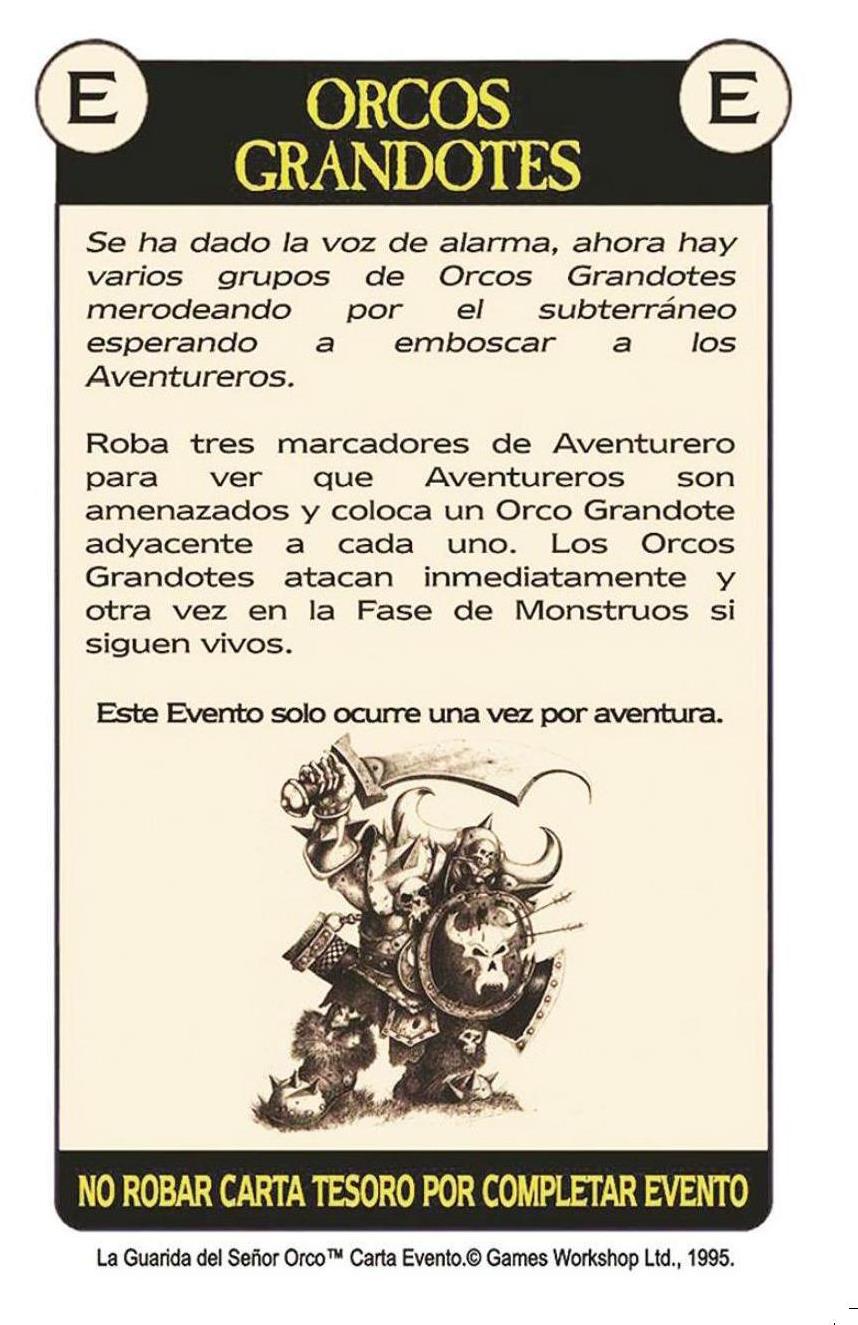 E
ORCOS
E
GRANDOTES
Se ha dado la voz de alarma, ahora hay
varios grupos de Orcos Grandotes
merodeando por el subterráneo
esperando a emboscar a los
Aventureros.
Roba tres marcadores de Aventurero
para ver que Aventureros son
amenazados y coloca un Orco Grandote
adyacente a cada uno. Los Orcos
Grandotes atacan inmediatamente y
otra vez en la Fase de Monstruos si
siguen vivos.
Este Evento solo ocurre una vez por aventura.
NO ROBAR CARTA TESORO POR COMPLETAR EVENTO
La Guarida del Señor Orco™ Carta Evento.© Games Workshop Ltd., 1995.